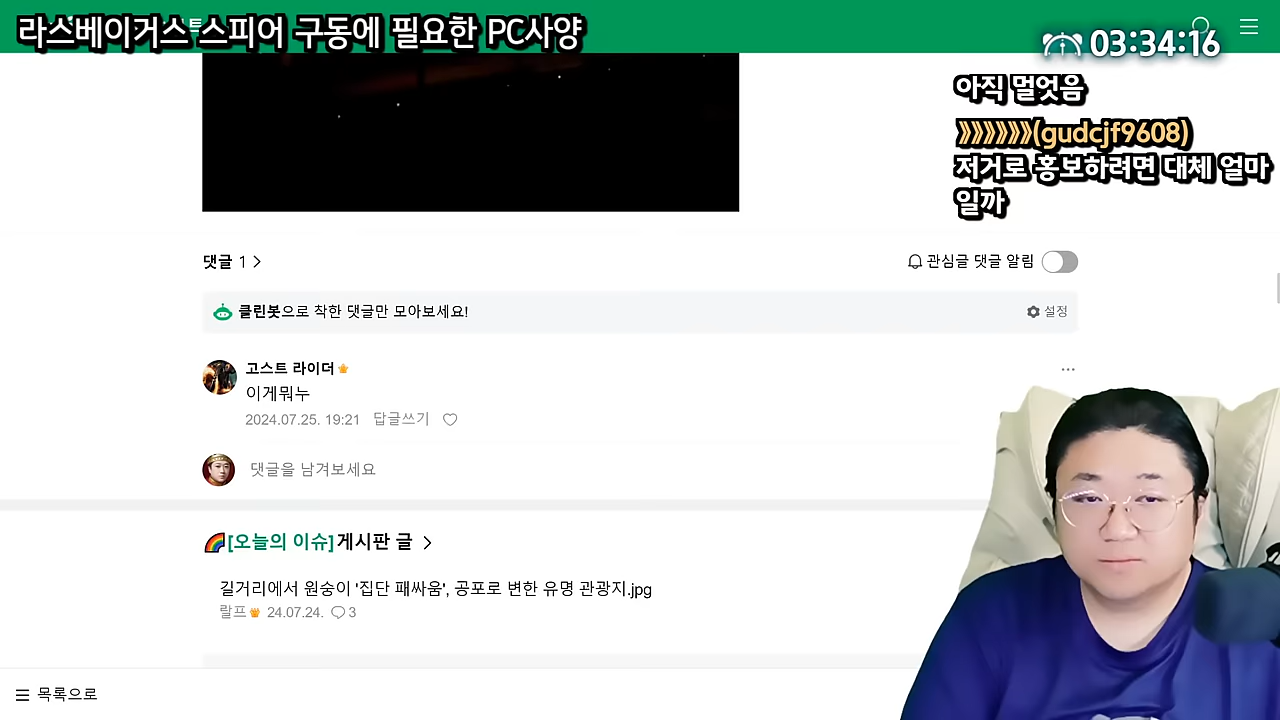 라스베이거스 스피어 구동에 필요한 PC사양
03:34:16
아직 멀엇음
》》》》》》(gudcjf9608)
저거로 홍보하려면 대체 얼마
일까
댓글 1
관심글 댓글 알림
클린봇으로 착한 댓글만 모아보세요!
설정
고스트 라이더
이게뭐누
2024.07.25. 19:21 답글쓰기
댓글을 남겨보세요
[오늘의 이슈]게시판 글
길거리에서 원숭이 '집단 패싸움', 공포로 변한 유명 관광지.jpg
랄프 24.07.24. 3
목록으로